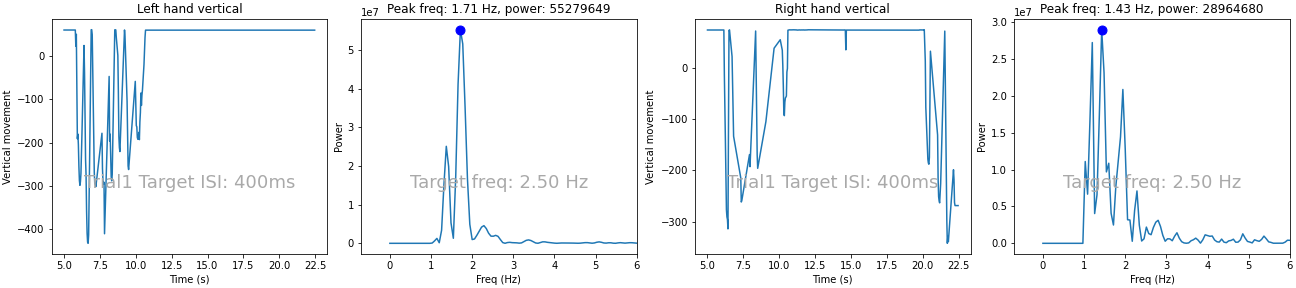 Left hand vertical
Vertical movement
0
−100
−200
−300
−400
Trial1 Target ISI: 400ms
5.0 7.5 10.0 12.5 15.0 17.5 20.0 22.5
Time (s)
Peak freq: 1.71 Hz, power: 55279649
1e7
Power
5
4
3
2
1
0
Target freq: 2.50 Hz
0 1 2 3 4 5 6
Freq (Hz)
Right hand vertical
Vertical movement
0
−100
−200
−300
Trial1 Target ISI: 400ms
5.0 7.5 10.0 12.5 15.0 17.5 20.0 22.5
Time (s)
Peak freq: 1.43 Hz, power: 28964680
1e7
Power
3.0
2.5
2.0
1.5
1.0
0.5
0.0
Target freq: 2.50 Hz
0 1 2 3 4 5 6
Freq (Hz)